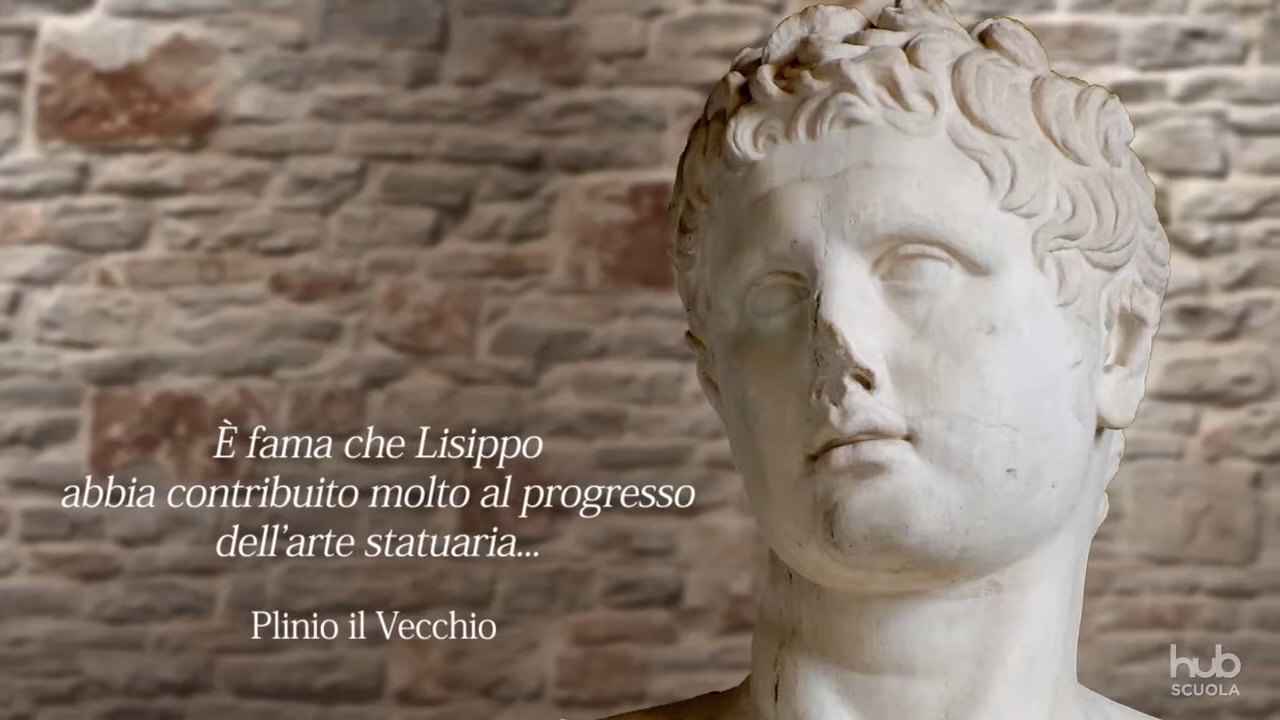 È fama che Lisippo
abbia contribuito molto al progresso
dell'arte statuaria...
Plinio il Vecchio
hub
SCUOLA